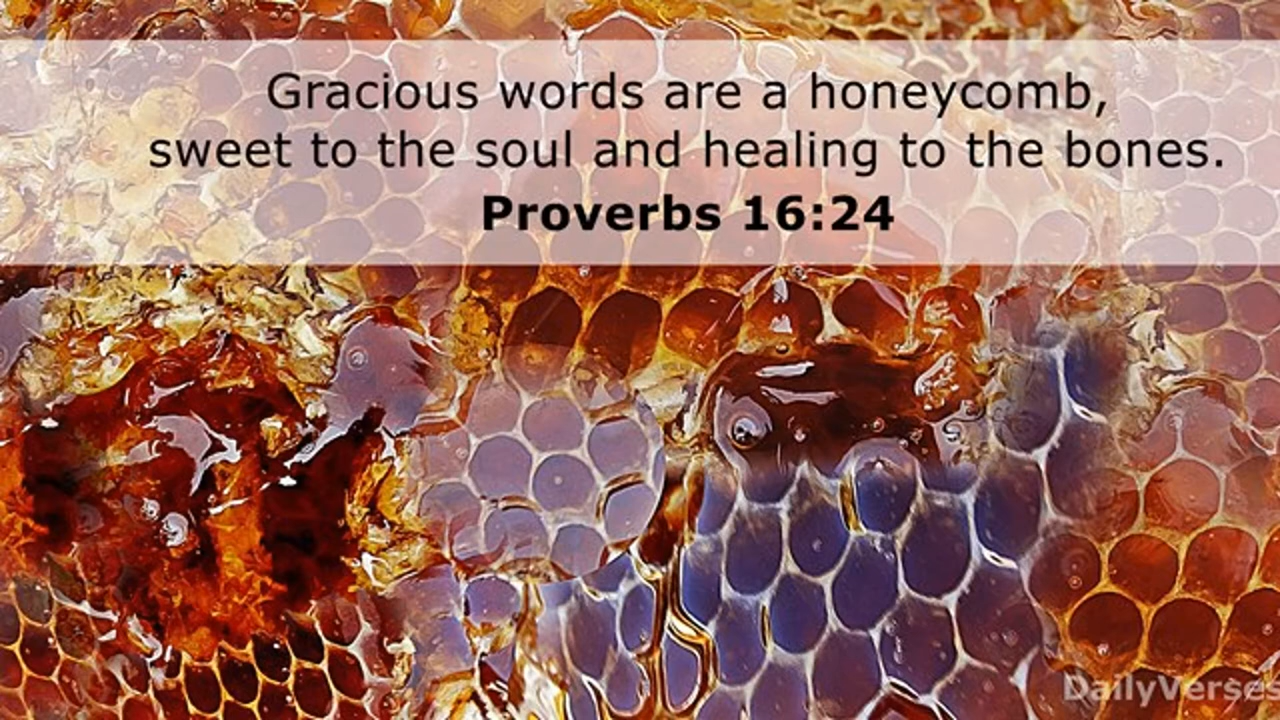 Gracious words are a honeycomb,
sweet to the soul and healing to the bones.
Proverbs 16:24
DailyVerses